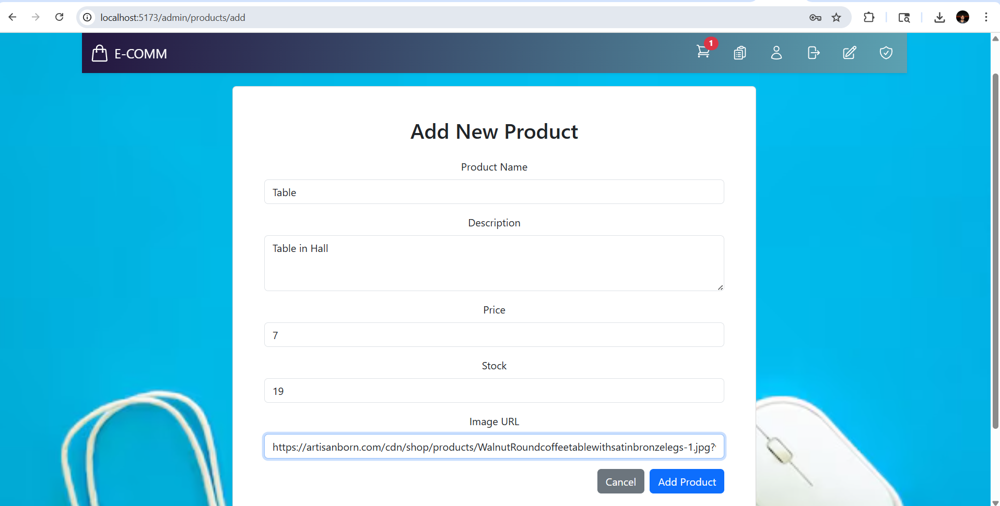 localhost:5173/admin/products/add
E-COMM
1
Add New Product
Product Name
Table
Description
Table in Hall
Price
7
Stock
19
Image URL
https://artisanborn.com/cdn/shop/products/WalnutRoundcoffeetablewithsatinbronzelegs-1.jpg?
Cancel
Add Product